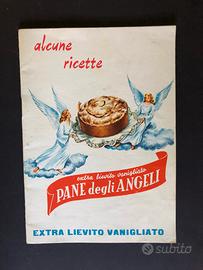 alcune
ricette
extra lievito vanigliato
PANE degli ANGELI
EXTRA LIEVITO VANIGLIATO
subito